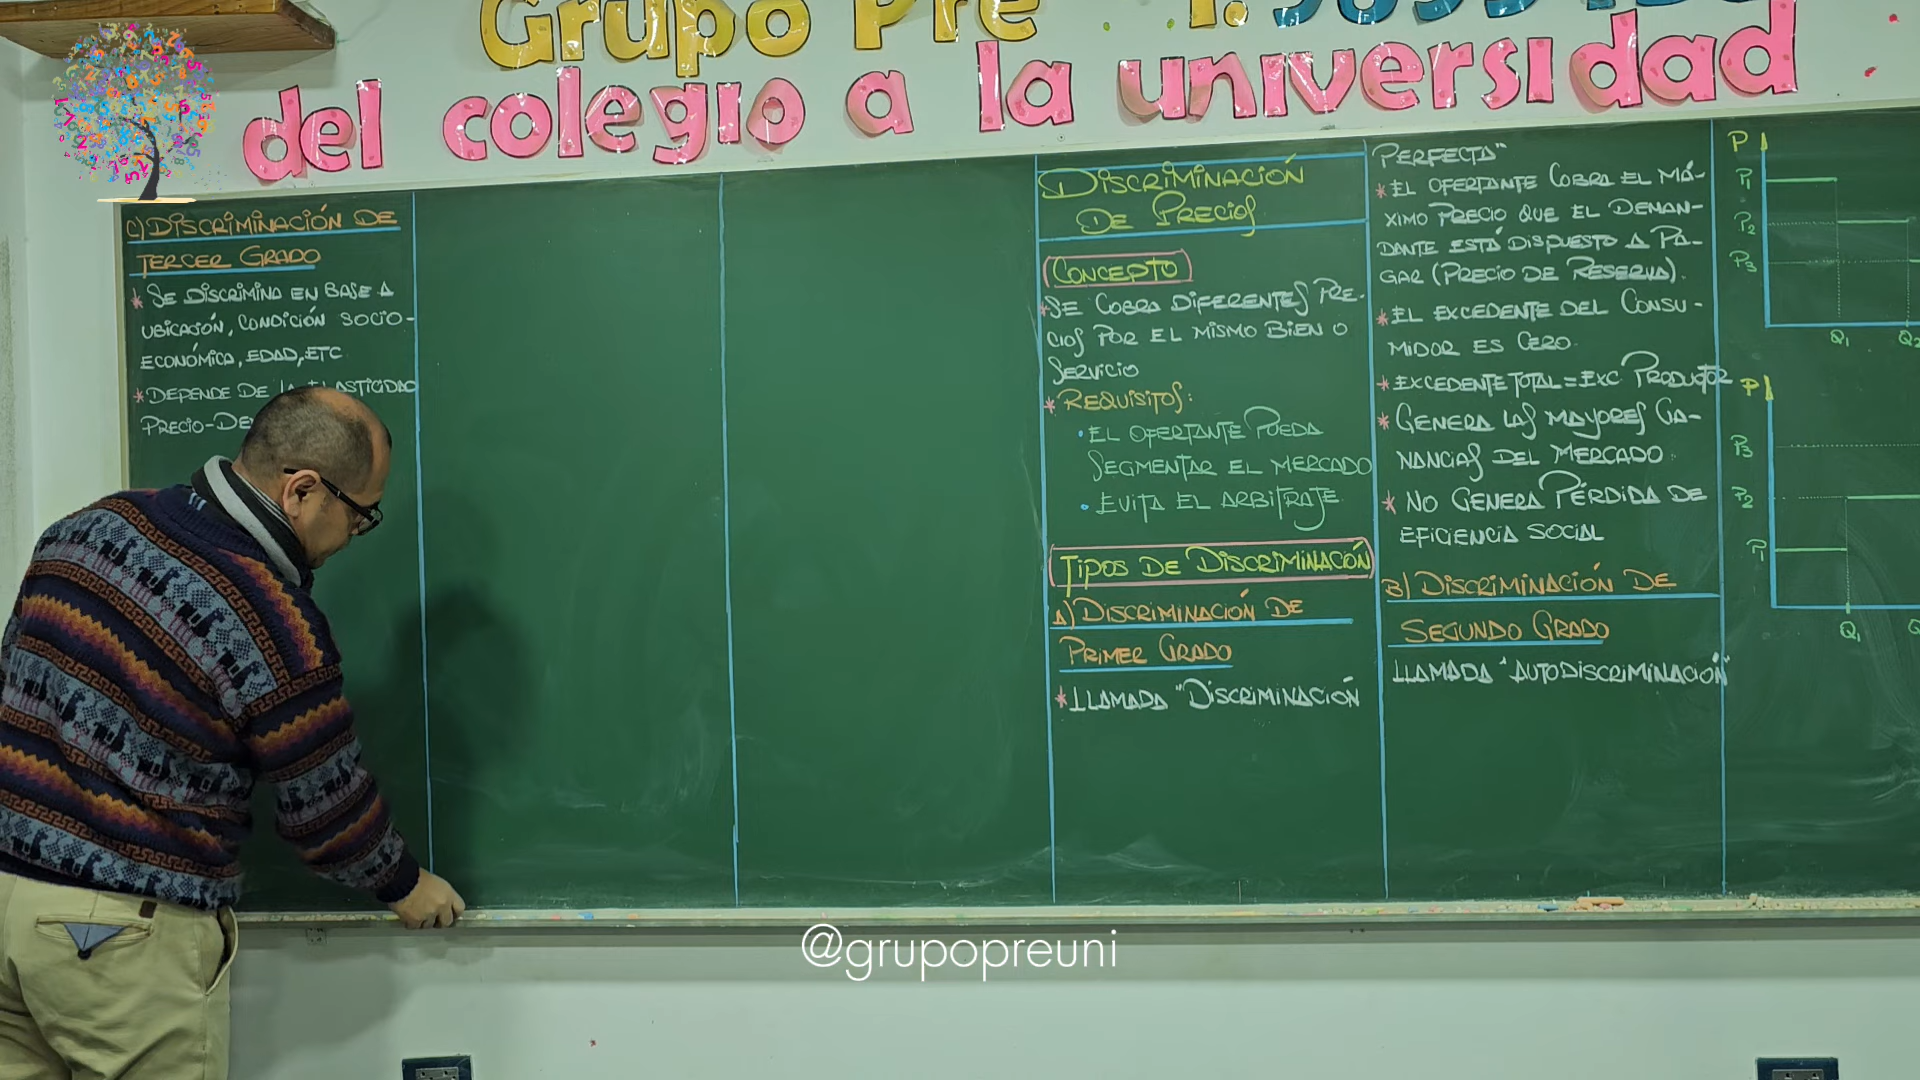 Grupo Pre
del colegio a la universidad
C) DISCRIMINACIÓN DE
TERCER GRADO
* SE DISCRIMINA EN BASE A
UBICACIÓN, CONDICIÓN SOCIO-
ECONÓMICA, EDAD, ETC
* DEPENDE DE LA ELASTICIDAD
PRECIO-DE
DISCRIMINACIÓN
DE PRECIOS
CONCEPTO
* SE COBRA DIFERENTES PRE-
CIOS POR EL MISMO BIEN O
SERVICIO
* REQUISITOS:
• EL OFERTANTE PUEDA
SEGMENTAR EL MERCADO
• EVITA EL ARBITRAJE
TIPOS DE DISCRIMINACIÓN
A) DISCRIMINACIÓN DE
PRIMER GRADO
* LLAMADA "DISCRIMINACIÓN
PERFECTA"
* EL OFERTANTE COBRA EL MÁ-
XIMO PRECIO QUE EL DEMAN-
DANTE ESTÁ DISPUESTO A PA-
GAR (PRECIO DE RESERVA).
* EL EXCEDENTE DEL CONSU-
MIDOR ES CERO.
* EXCEDENTE TOTAL = EXC PRODUCTOR
* GENERA LAS MAYORES GA-
NANCIAS DEL MERCADO.
* NO GENERA PÉRDIDA DE
EFICIENCIA SOCIAL
B) DISCRIMINACIÓN DE
SEGUNDO GRADO
LLAMADA "AUTODISCRIMINACIÓN"
P
P1
P2
P3
Q1
Q2
P
P3
P2
P1
Q1
@grupopreuni